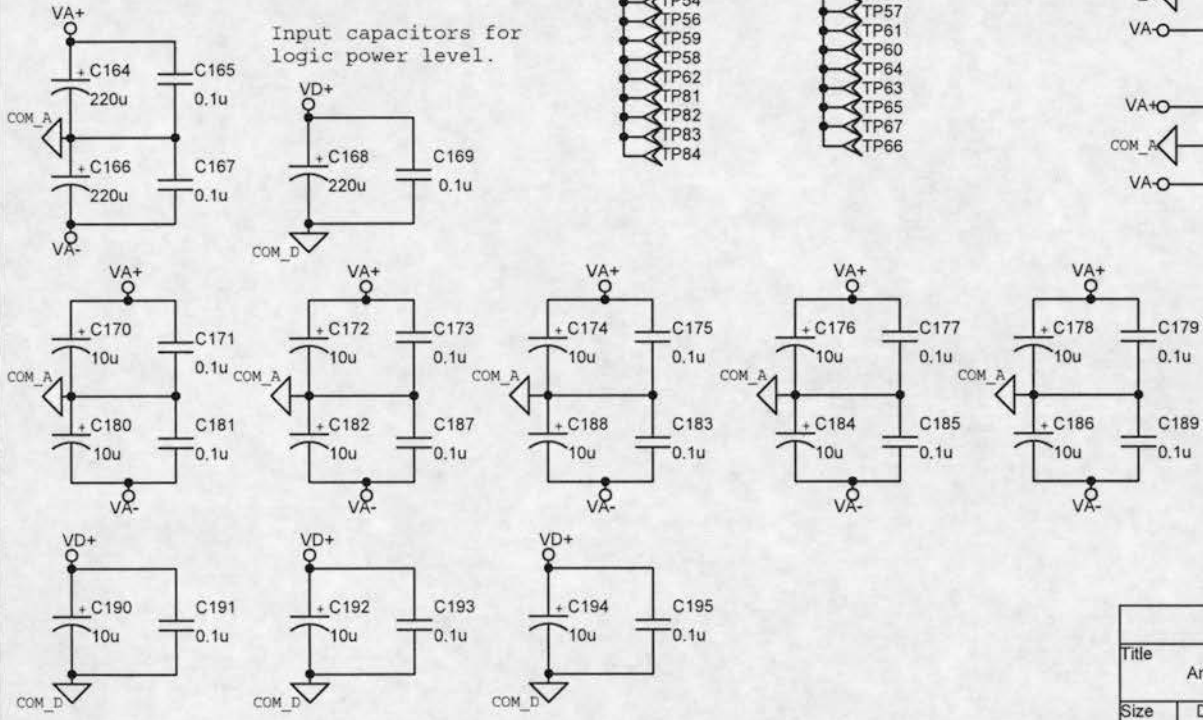 VA+
C164
220u
C165
0.1u
COM_A
C166
220u
C167
0.1u
VA-
Input capacitors for
logic power level.
VD+
C168
220u
C169
0.1u
COM_D
TP54
TP56
TP59
TP58
TP62
TP81
TP82
TP83
TP84
TP57
TP61
TP60
TP64
TP63
TP65
TP67
TP66
VA-
VA+
COM_A
VA-
VA+
C170
10u
C171
0.1u
COM_A
C180
10u
C181
0.1u
VA-
VA+
C172
10u
C173
0.1u
COM_A
C182
10u
C187
0.1u
VA-
VA+
C174
10u
C175
0.1u
COM_A
C188
10u
C183
0.1u
VA-
VA+
C176
10u
C177
0.1u
COM_A
C184
10u
C185
0.1u
VA-
VA+
C178
10u
C179
0.1u
COM_A
C186
10u
C189
0.1u
VA-
VD+
C190
10u
C191
0.1u
COM_D
VD+
C192
10u
C193
0.1u
COM_D
VD+
C194
10u
C195
0.1u
COM_D
Title
Size